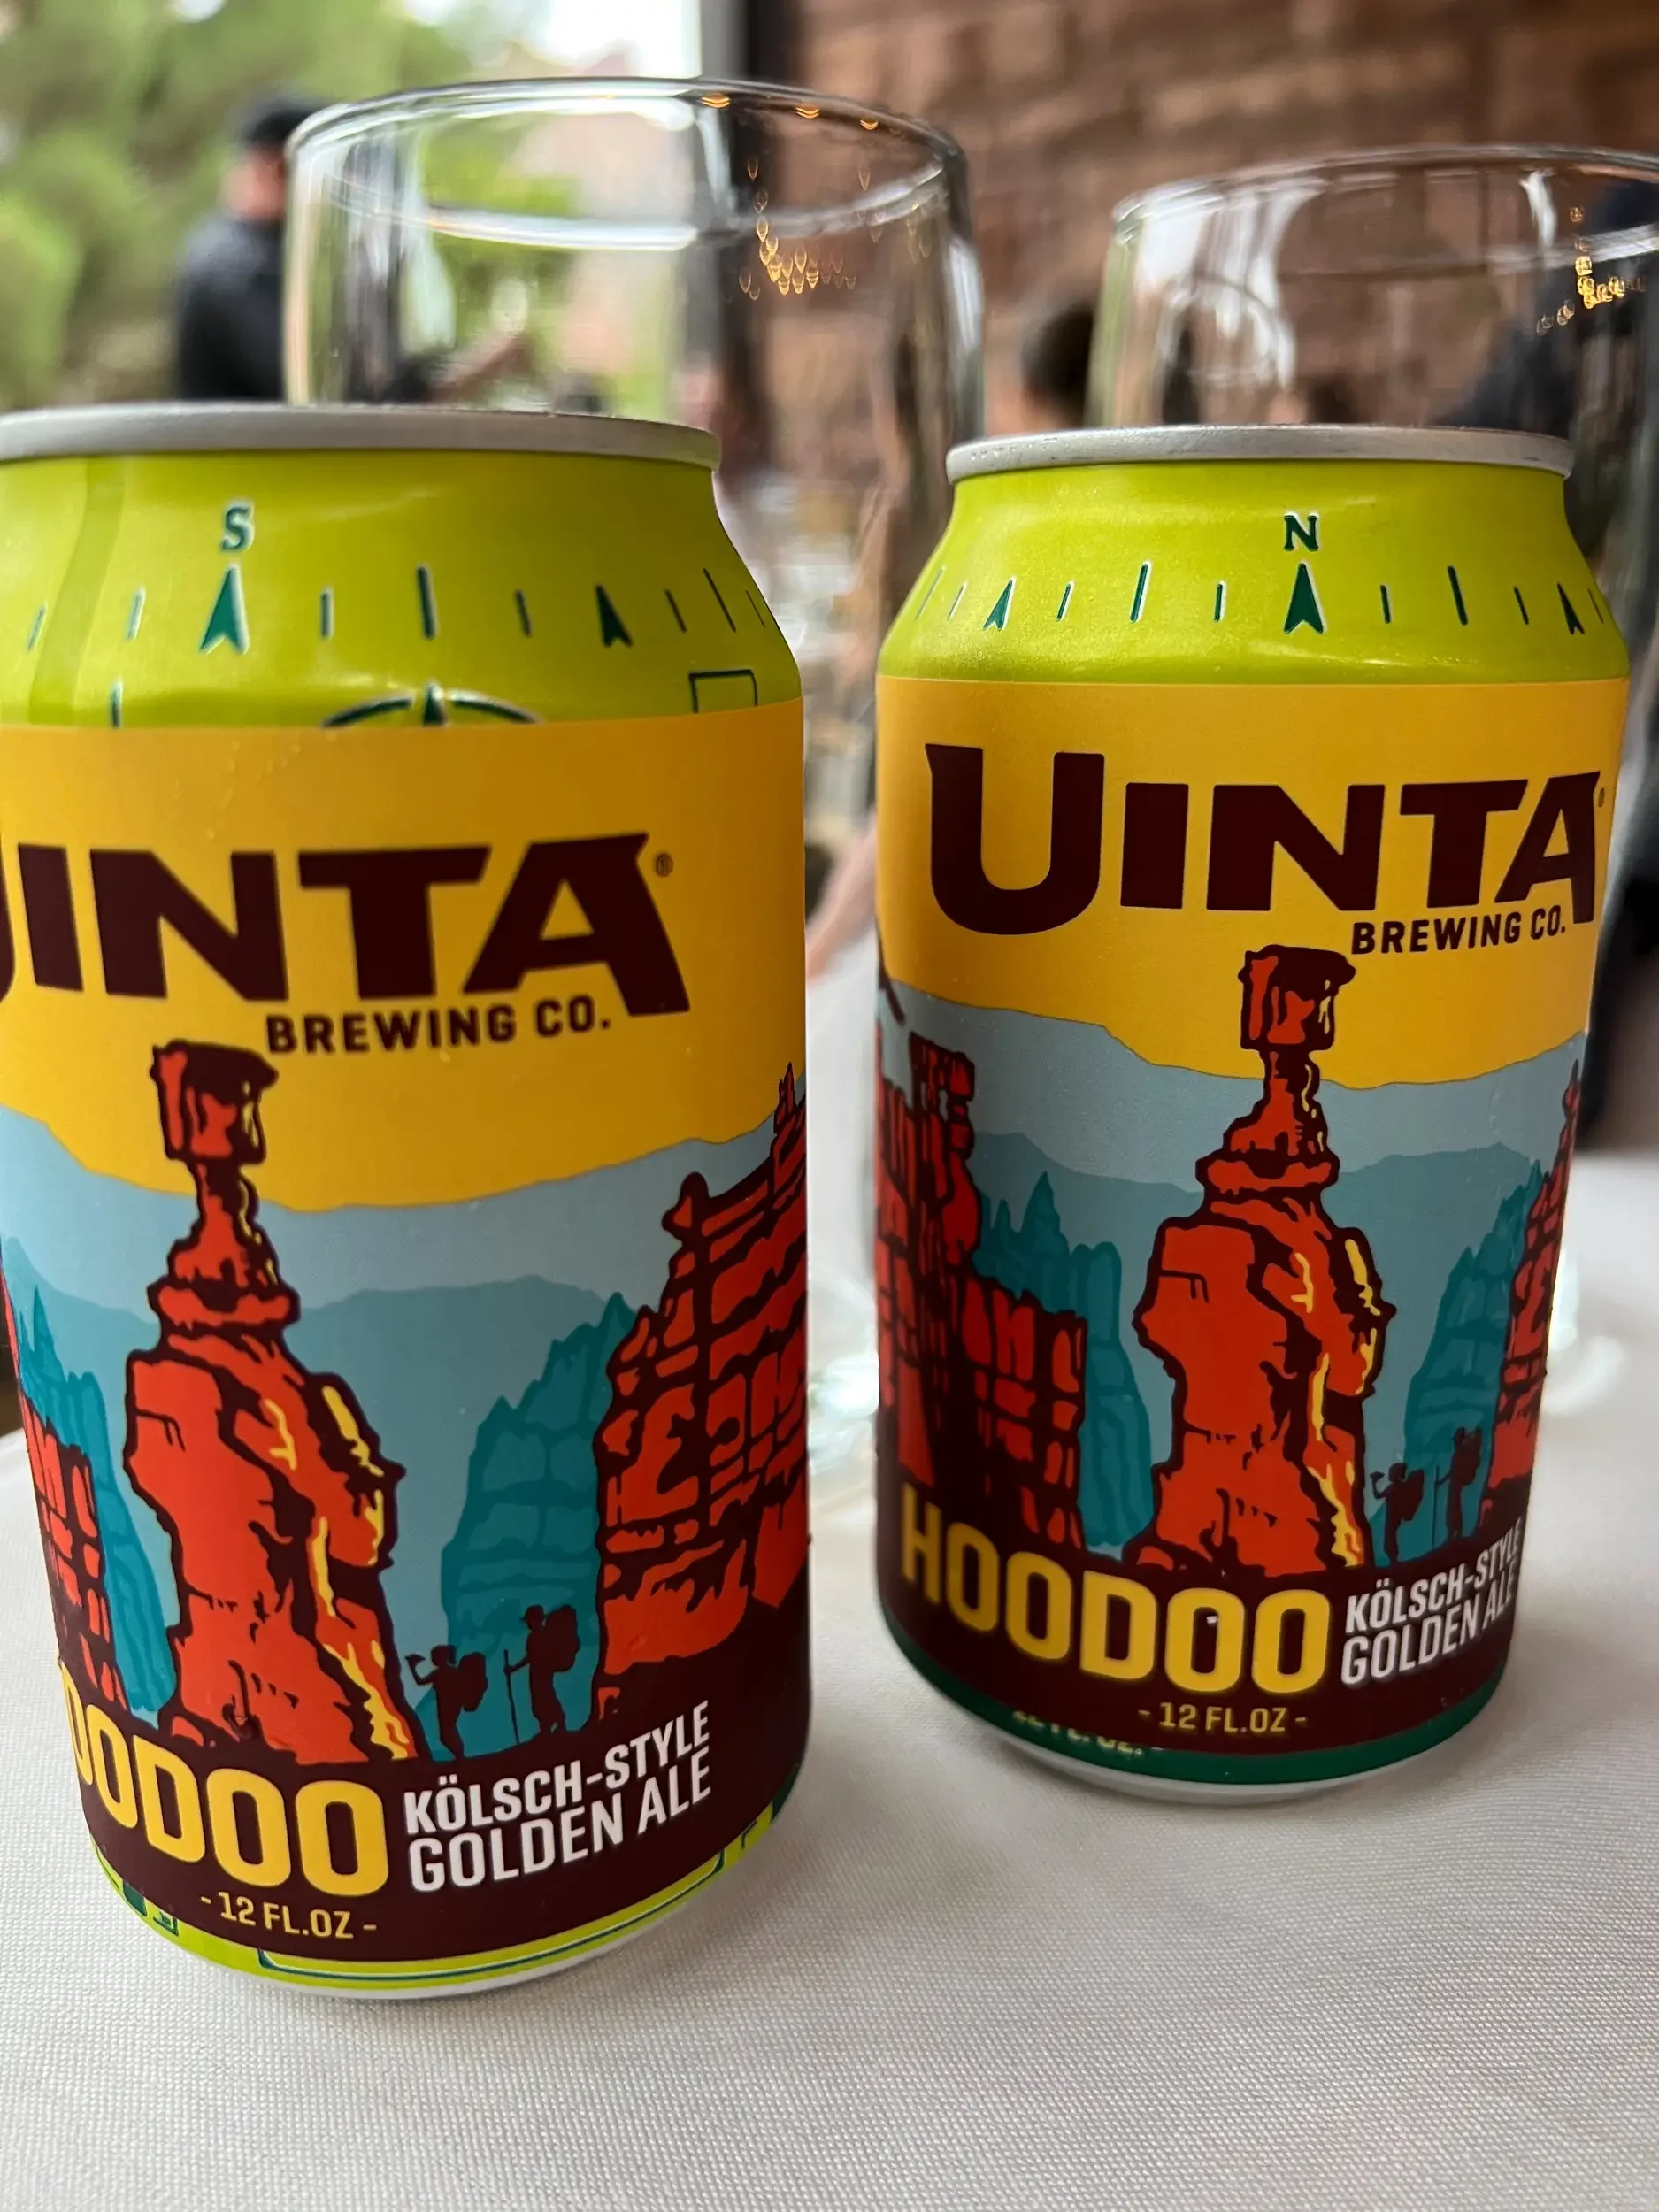 S
UINTA®
BREWING CO.
OODOO
KÖLSCH-STYLE
GOLDEN ALE
- 12 FL.OZ -
N
UINTA®
BREWING CO.
HOODOO
KÖLSCH-STYLE
GOLDEN ALE
- 12 FL.OZ -